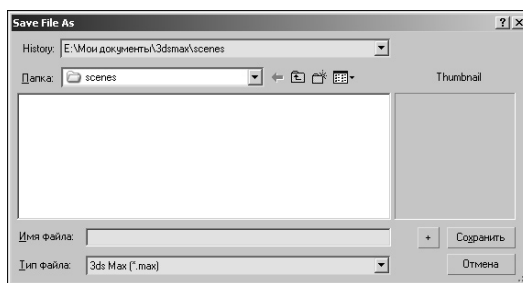 Save File As
History: E:\Мои документы\3dsmax\scenes
Папка: scenes
Thumbnail
Имя файла: + Сохранить
Тип файла: 3ds Max (*.max) Отмена